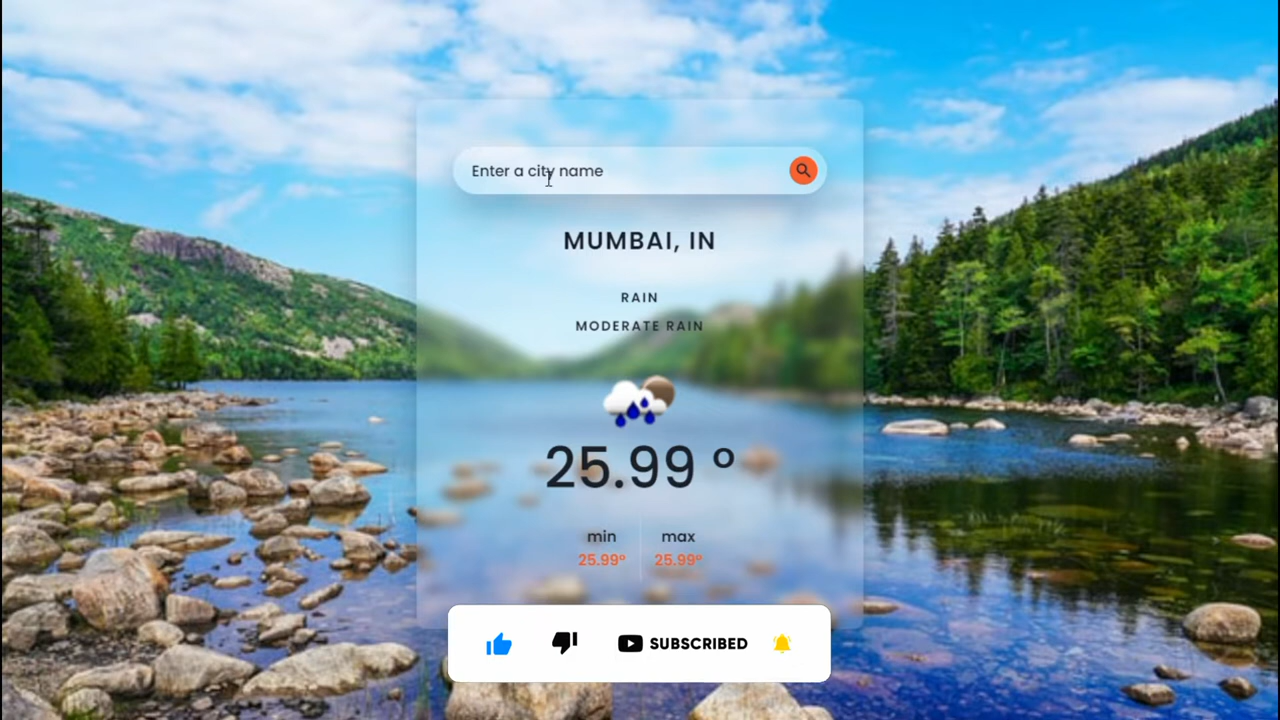 Enter a city name
MUMBAI, IN
RAIN
MODERATE RAIN
25.99 °
min max
25.99° 25.99°
SUBSCRIBED